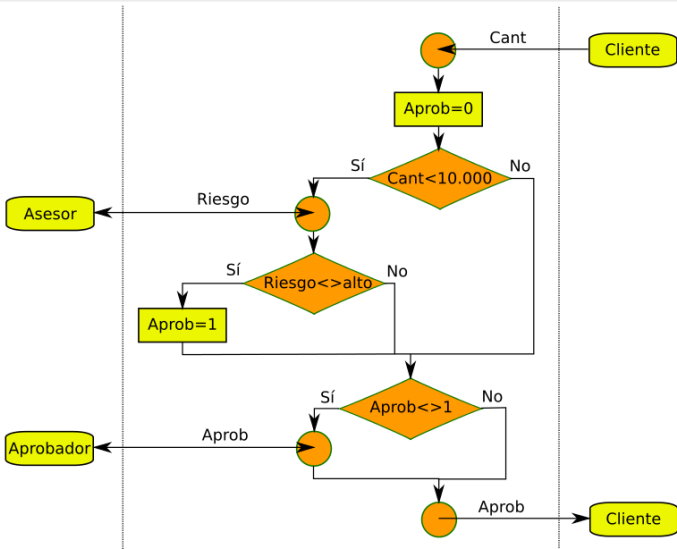 Cant
Cliente
Aprob=0
Sí
No
Cant<10.000
Riesgo
Asesor
Sí
No
Riesgo<>alto
Aprob=1
Sí
No
Aprob<>1
Aprob
Aprobador
Aprob
Cliente